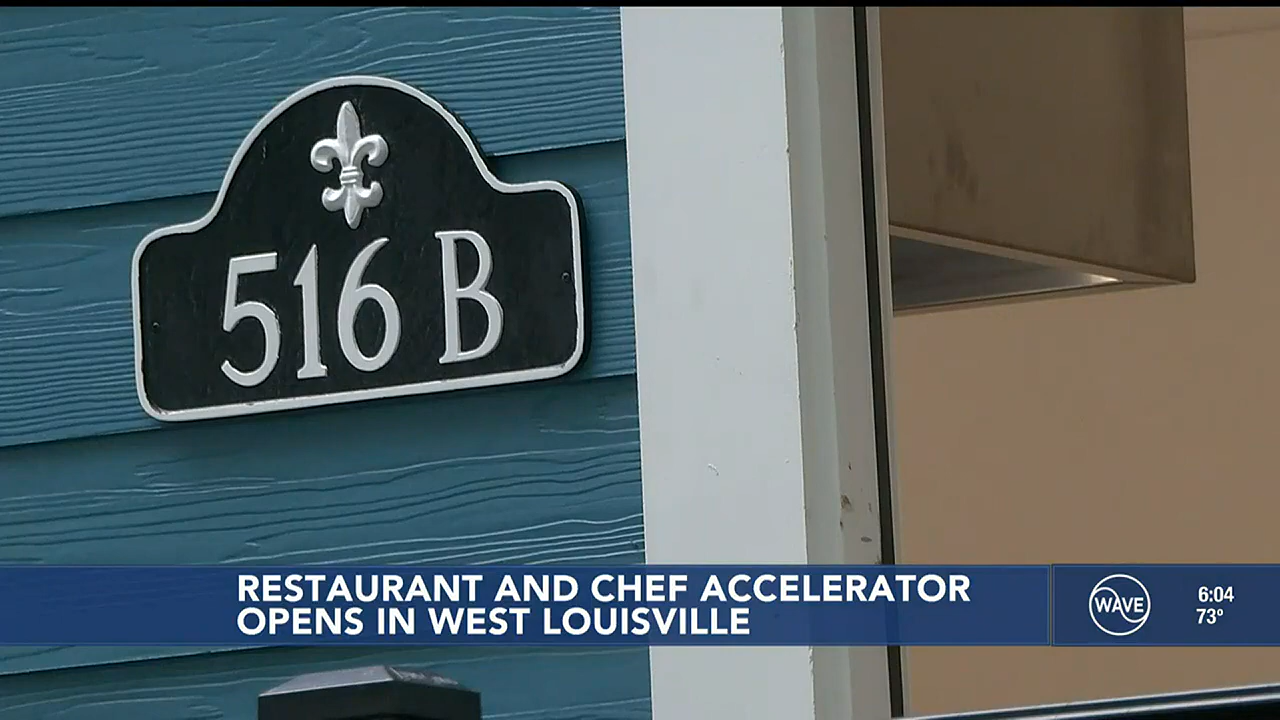 516 B
RESTAURANT AND CHEF ACCELERATOR
OPENS IN WEST LOUISVILLE
WAVE
6:04
73°